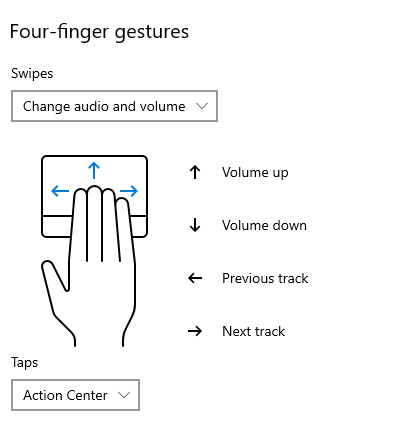 Four-finger gestures
Swipes
Change audio and volume
Volume up
Volume down
Previous track
Next track
Taps
Action Center